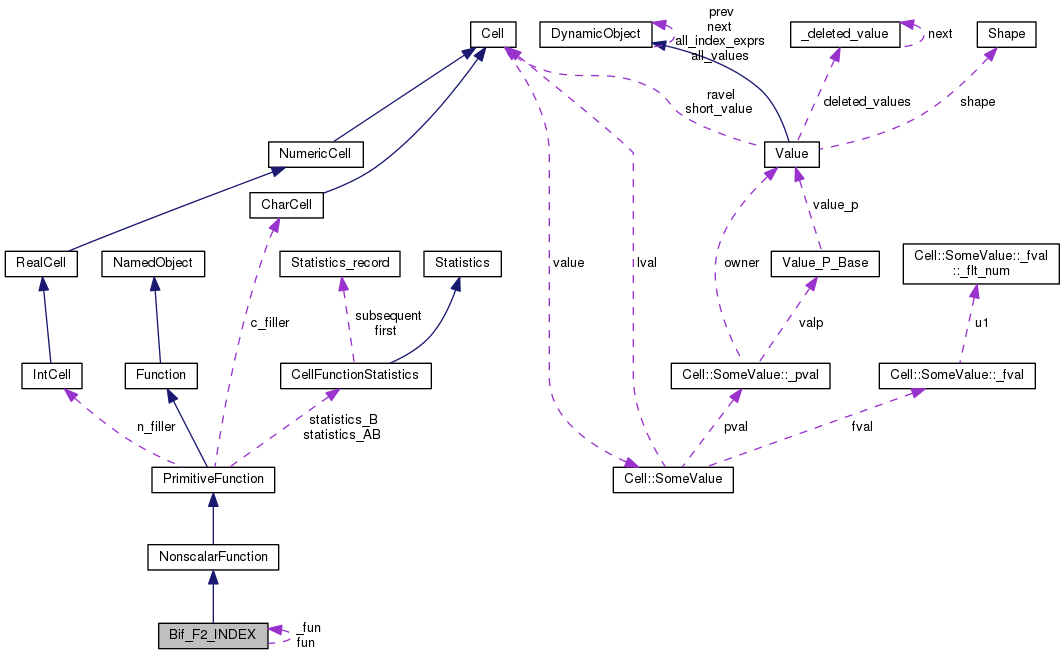 prev
next
all_index_exprs
all_values
Cell
DynamicObject
_deleted_value
next
Shape
ravel
short_value
deleted_values
shape
NumericCell
Value
CharCell
value_p
RealCell
NamedObject
Statistics_record
Statistics
value
lval
owner
Value_P_Base
Cell::SomeValue::_fval
::_flt_num
c_filler
subsequent
first
valp
u1
IntCell
Function
CellFunctionStatistics
Cell::SomeValue::_pval
Cell::SomeValue::_fval
n_filler
statistics_B
statistics_AB
pval
fval
PrimitiveFunction
Cell::SomeValue
NonscalarFunction
Bif_F2_INDEX
_fun
fun